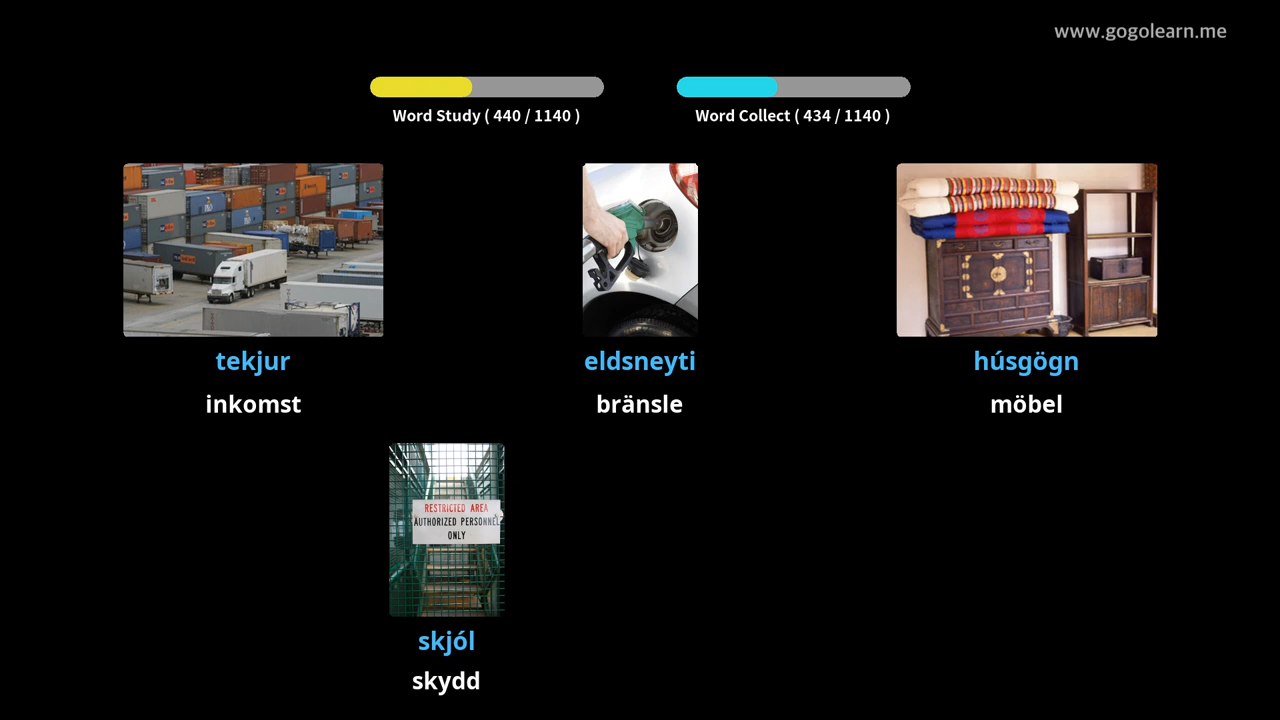 www.gogolearn.me
Word Study ( 440 / 1140 )
Word Collect ( 434 / 1140 )
tekjur
eldsneyti
húsgögn
inkomst
bränsle
möbel
RESTRICTED AREA
AUTHORIZED PERSONNEL
ONLY
skjól
skydd